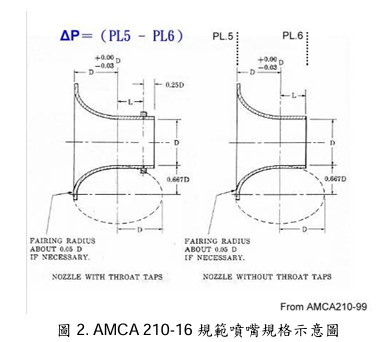 ΔP= (PL5 - PL6)
PL.5
PL.6
+0.00
-0.03 D
D
L
0.25D
D
0.667D
D
FAIRING RADIUS
ABOUT 0.05 D
IF NECESSARY.
NOZZLE WITH THROAT TAPS
+0.00
-0.03 D
D
L
D
0.667D
D
FAIRING RADIUS
ABOUT 0.05 D
IF NECESSARY.
NOZZLE WITHOUT THROAT TAPS
From AMCA210-99
圖 2. AMCA 210-16 規範噴嘴規格示意圖